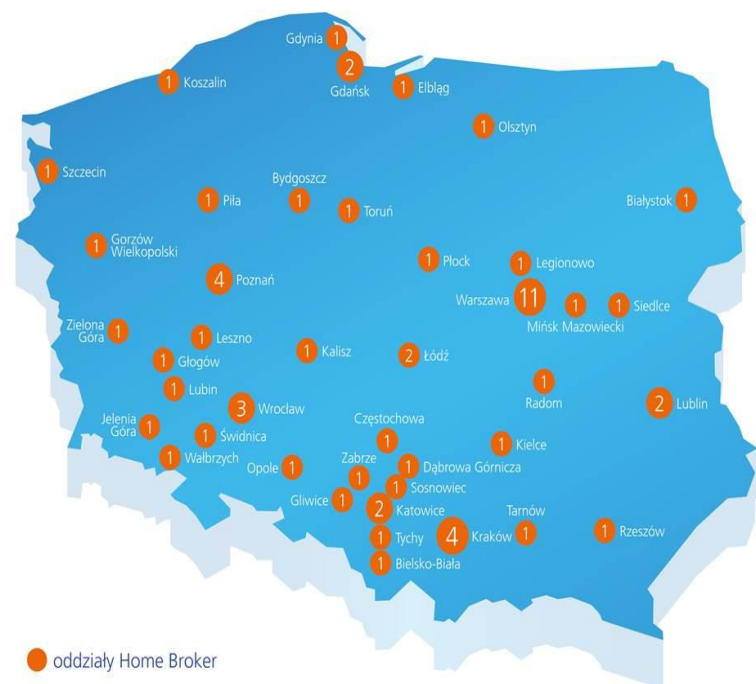 Gdynia 1
2
Gdańsk
1 Koszalin
1 Elbląg
1 Olsztyn
1 Szczecin
Bydgoszcz
1
1 Piła
1 Toruń
Białystok 1
1 Gorzów
Wielkopolski
4 Poznań
1 Płock
1 Legionowo
Warszawa 11
1
Mińsk Mazowiecki
1 Siedlce
Zielona
Góra 1
1 Leszno
1 Głogów
1 Kalisz
2 Łódź
1 Lubin
1
Radom
2 Lublin
3 Wrocław
Jelenia
Góra 1
1 Świdnica
Częstochowa
1
1 Kielce
1 Wałbrzych
Opole 1
Zabrze
1
1 Dąbrowa Górnicza
1 Sosnowiec
Gliwice 1
2 Katowice
Tarnów
1
4 Kraków
1 Rzeszów
1 Tychy
1 Bielsko-Biała
oddziały Home Broker